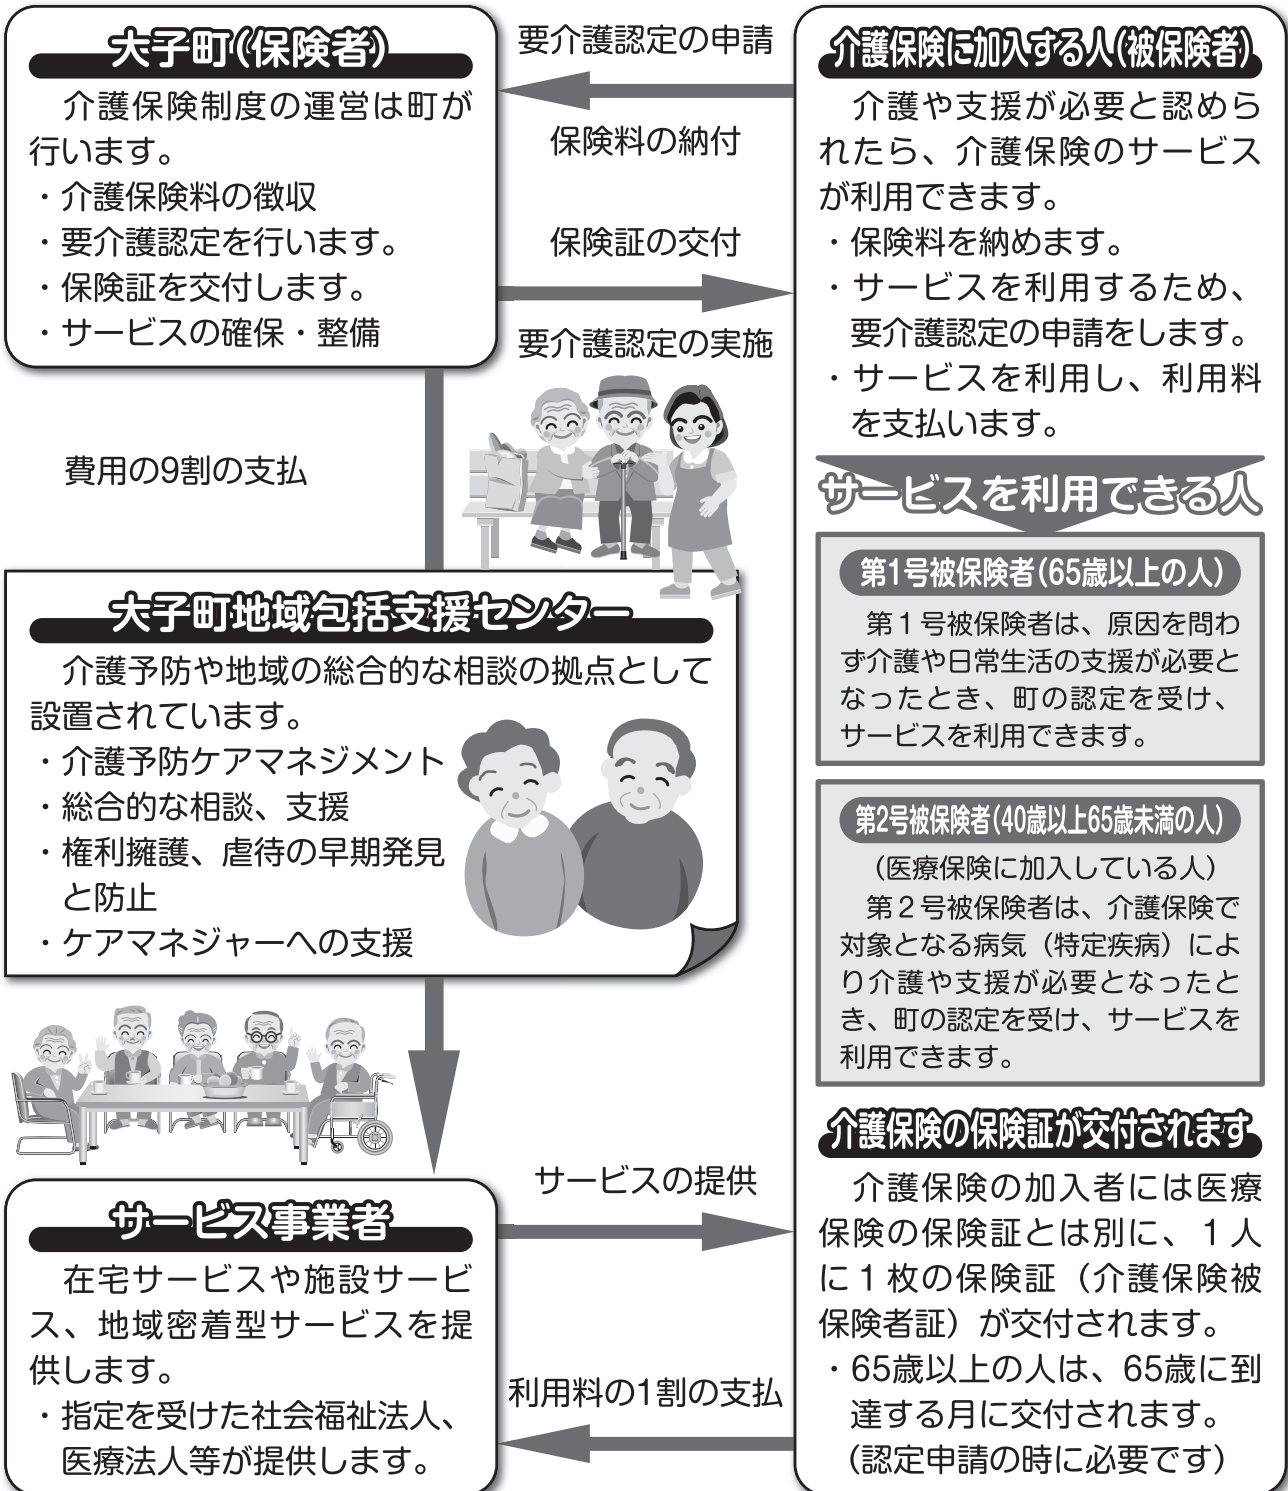 大子町（保険者）
　介護保険制度の運営は町が
行います。
・介護保険料の徴収
・要介護認定を行います。
・保険証を交付します。
・サービスの確保・整備
要介護認定の申請
保険料の納付
保険証の交付
要介護認定の実施
費用の9割の支払
大子町地域包括支援センター
　介護予防や地域の総合的な相談の拠点として
設置されています。
・介護予防ケアマネジメント
・総合的な相談、支援
・権利擁護、虐待の早期発見
と防止
・ケアマネジャーへの支援
サービス事業者
　在宅サービスや施設サービ
ス、地域密着型サービスを提
供します。
・指定を受けた社会福祉法人、
医療法人等が提供します。
サービスの提供
利用料の1割の支払
介護保険に加入する人（被保険者）
　介護や支援が必要と認めら
れたら、介護保険のサービス
が利用できます。
・保険料を納めます。
・サービスを利用するため、
要介護認定の申請をします。
・サービスを利用し、利用料
を支払います。
サービスを利用できる人
第1号被保険者（65歳以上の人）
　第１号被保険者は、原因を問わ
ず介護や日常生活の支援が必要と
なったとき、町の認定を受け、
サービスを利用できます。
第2号被保険者（40歳以上65歳未満の人）
（医療保険に加入している人）
　第２号被保険者は、介護保険で
対象となる病気（特定疾病）によ
り介護や支援が必要となったと
き、町の認定を受け、サービスを
利用できます。
介護保険の保険証が交付されます
　介護保険の加入者には医療
保険の保険証とは別に、１人
に１枚の保険証（介護保険被
保険者証）が交付されます。
・65歳以上の人は、65歳に到
達する月に交付されます。
（認定申請の時に必要です）